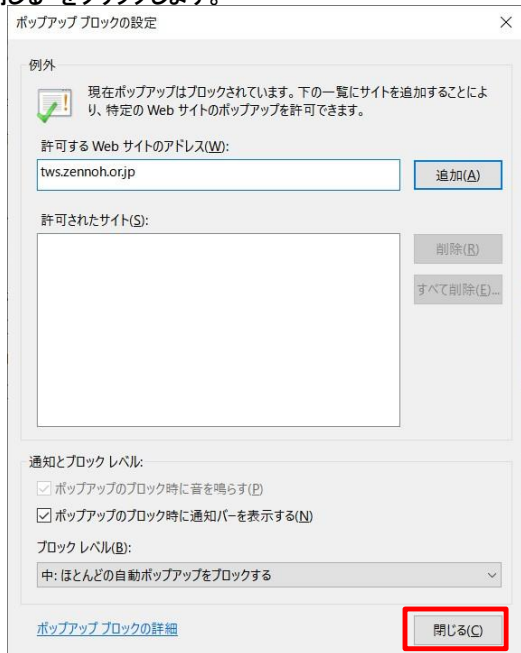 じる"をクリックします。
ポップアップ ブロックの設定
例外
現在ポップアップはブロックされています。下の一覧にサイトを追加することによ
り、特定の Web サイトのポップアップを許可できます。
許可する Web サイトのアドレス(W):
tws.zennoh.or.jp
追加(A)
許可されたサイト(S):
削除(R)
すべて削除(E)...
通知とブロック レベル:
ポップアップのブロック時に音を鳴らす(P)
ポップアップのブロック時に通知バーを表示する(N)
ブロック レベル(B):
中: ほとんどの自動ポップアップをブロックする
ポップアップ ブロックの詳細
閉じる(C)